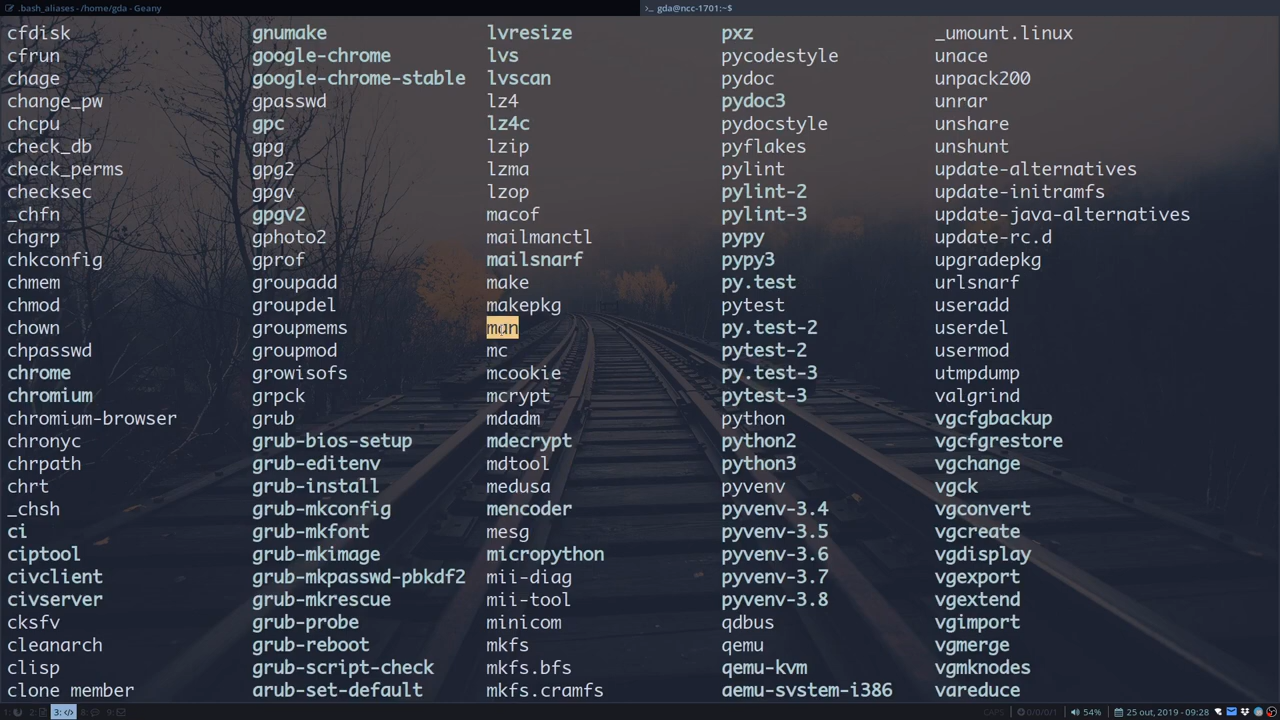 .bash_aliases - /home/gda - Geany
gda@ncc-1701:~$
cfdisk gnumake lvresize pxz _umount.linux
cfrun google-chrome lvs pycodestyle unace
chage google-chrome-stable lvscan pydoc unpack200
change_pw gpasswd lz4 pydoc3 unrar
chcpu gpc lz4c pydocstyle unshare
check_db gpg lzip pyflakes unshunt
check_perms gpg2 lzma pylint update-alternatives
checksec gpgv lzop pylint-2 update-initramfs
_chfn gpgv2 macof pylint-3 update-java-alternatives
chgrp gphoto2 mailmanctl pypy update-rc.d
chkconfig gprof mailsnarf pypy3 upgradepkg
chmem groupadd make py.test urlsnarf
chmod groupdel makepkg pytest useradd
chown groupmems man py.test-2 userdel
chpasswd groupmod mc pytest-2 usermod
chrome growisofs mcookie py.test-3 utmpdump
chromium grpck mcrypt pytest-3 valgrind
chromium-browser grub mdadm python vgcfgbackup
chronyc grub-bios-setup mdecrypt python2 vgcfgrestore
chrpath grub-editenv mdtool python3 vgchange
chrt grub-install medusa pyvenv vgck
_chsh grub-mkconfig mencoder pyvenv-3.4 vgconvert
ci grub-mkfont mesg pyvenv-3.5 vgcreate
ciptool grub-mkimage micropython pyvenv-3.6 vgdisplay
civclient grub-mkpasswd-pbkdf2 mii-diag pyvenv-3.7 vgexport
civserver grub-mkrescue mii-tool pyvenv-3.8 vgextend
cksfv grub-probe minicom qdbus vgimport
cleanarch grub-reboot mkfs qemu vgmerge
clisp grub-script-check mkfs.bfs qemu-kvm vgmknodes
clone_member grub-set-default mkfs.cramfs qemu-system-i386 vgreduce
1: 2: 3: 8: 9: CAPS 0/0/0/1 54% 25 out, 2019 - 09:28